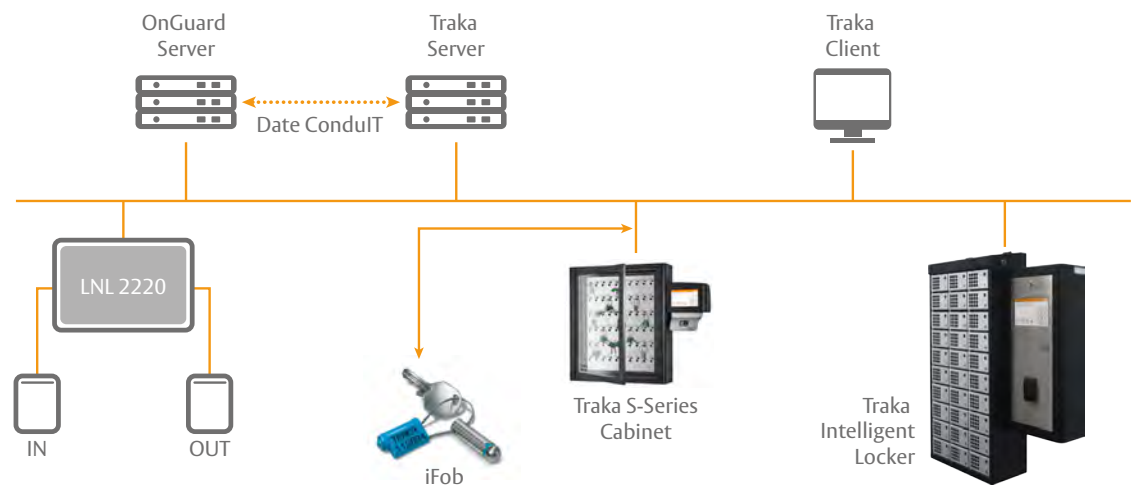 OnGuard
Server
Traka
Server
Traka
Client
Date ConduIT
LNL 2220
IN
OUT
iFob
Traka S-Series
Cabinet
Traka
Intelligent
Locker